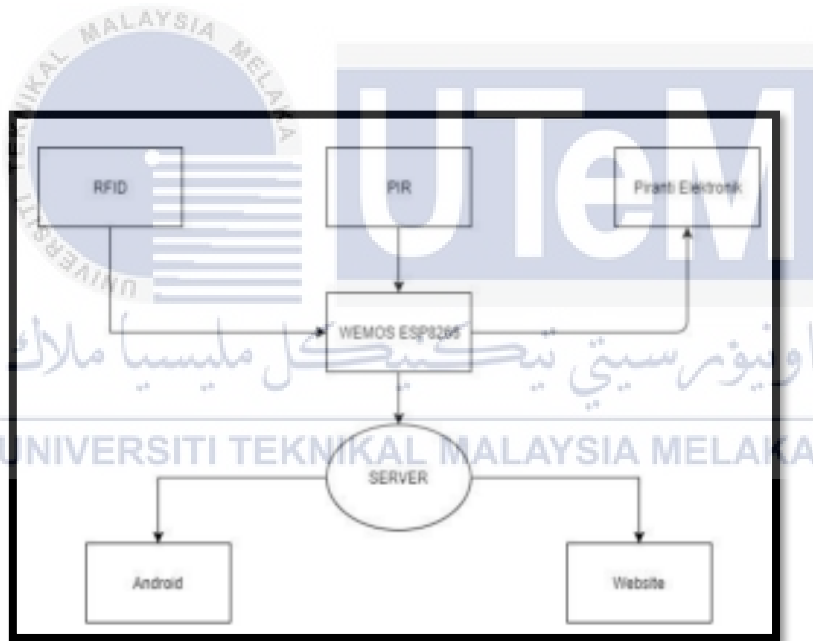 UNIVERSITI TEKNIKAL MALAYSIA MELAKA
UTeM
RFID
PIR
Piranti Elektronik
WEMOS ESP8266
اونيۏرسيتي تيكنيكل مليسيا ملاك
UNIVERSITI TEKNIKAL MALAYSIA MELAKA
SERVER
Android
Website